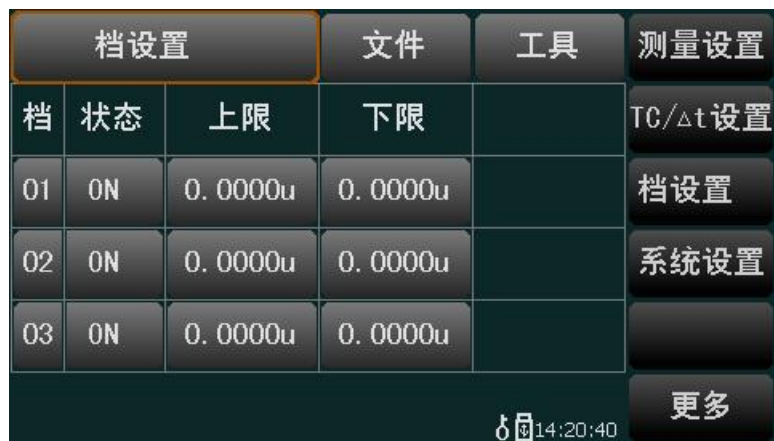 档设置 文件 工具 测量设置
档 状态 上限 下限 TC/△t设置
01 ON 0.0000u 0.0000u 档设置
02 ON 0.0000u 0.0000u 系统设置
03 ON 0.0000u 0.0000u
更多
14:20:40